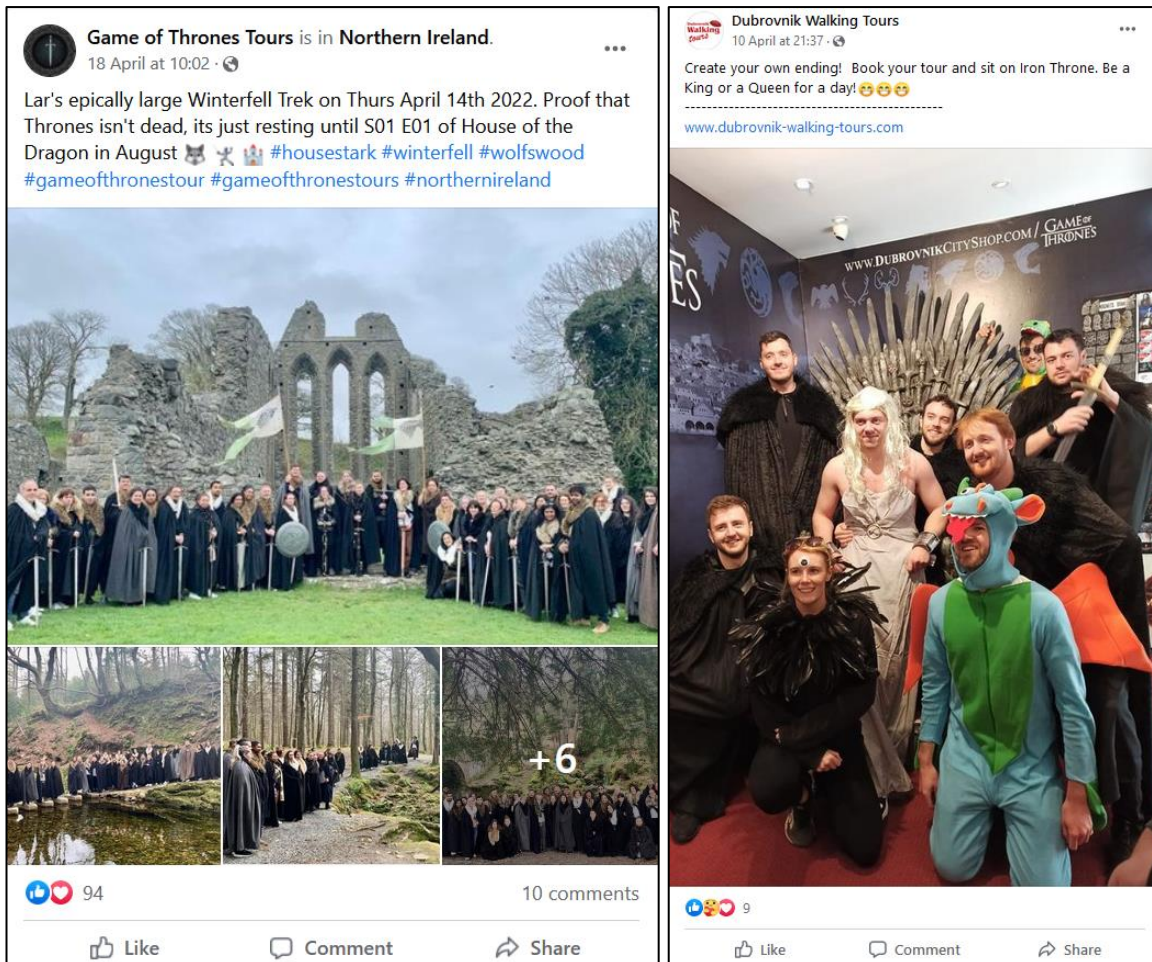 Game of Thrones Tours is in Northern Ireland.
18 April at 10:02 ·
Lar's epically large Winterfell Trek on Thurs April 14th 2022. Proof that
Thrones isn't dead, its just resting until S01 E01 of House of the
Dragon in August 🐺 🤺 🏰 #housestark #winterfell #wolfswood
#gameofthronestour #gameofthronestours #northernireland
+6
94
10 comments
Like Comment Share
Dubrovnik
Walking
tours
Dubrovnik Walking Tours
10 April at 21:37 ·
Create your own ending! Book your tour and sit on Iron Throne. Be a
King or a Queen for a day!😁😁😁
--------------------------------------------
www.dubrovnik-walking-tours.com
OF
ES
WWW.DUBROVNIKCITYSHOP.COM/ GAME OF
THRONES
9
Like Comment Share